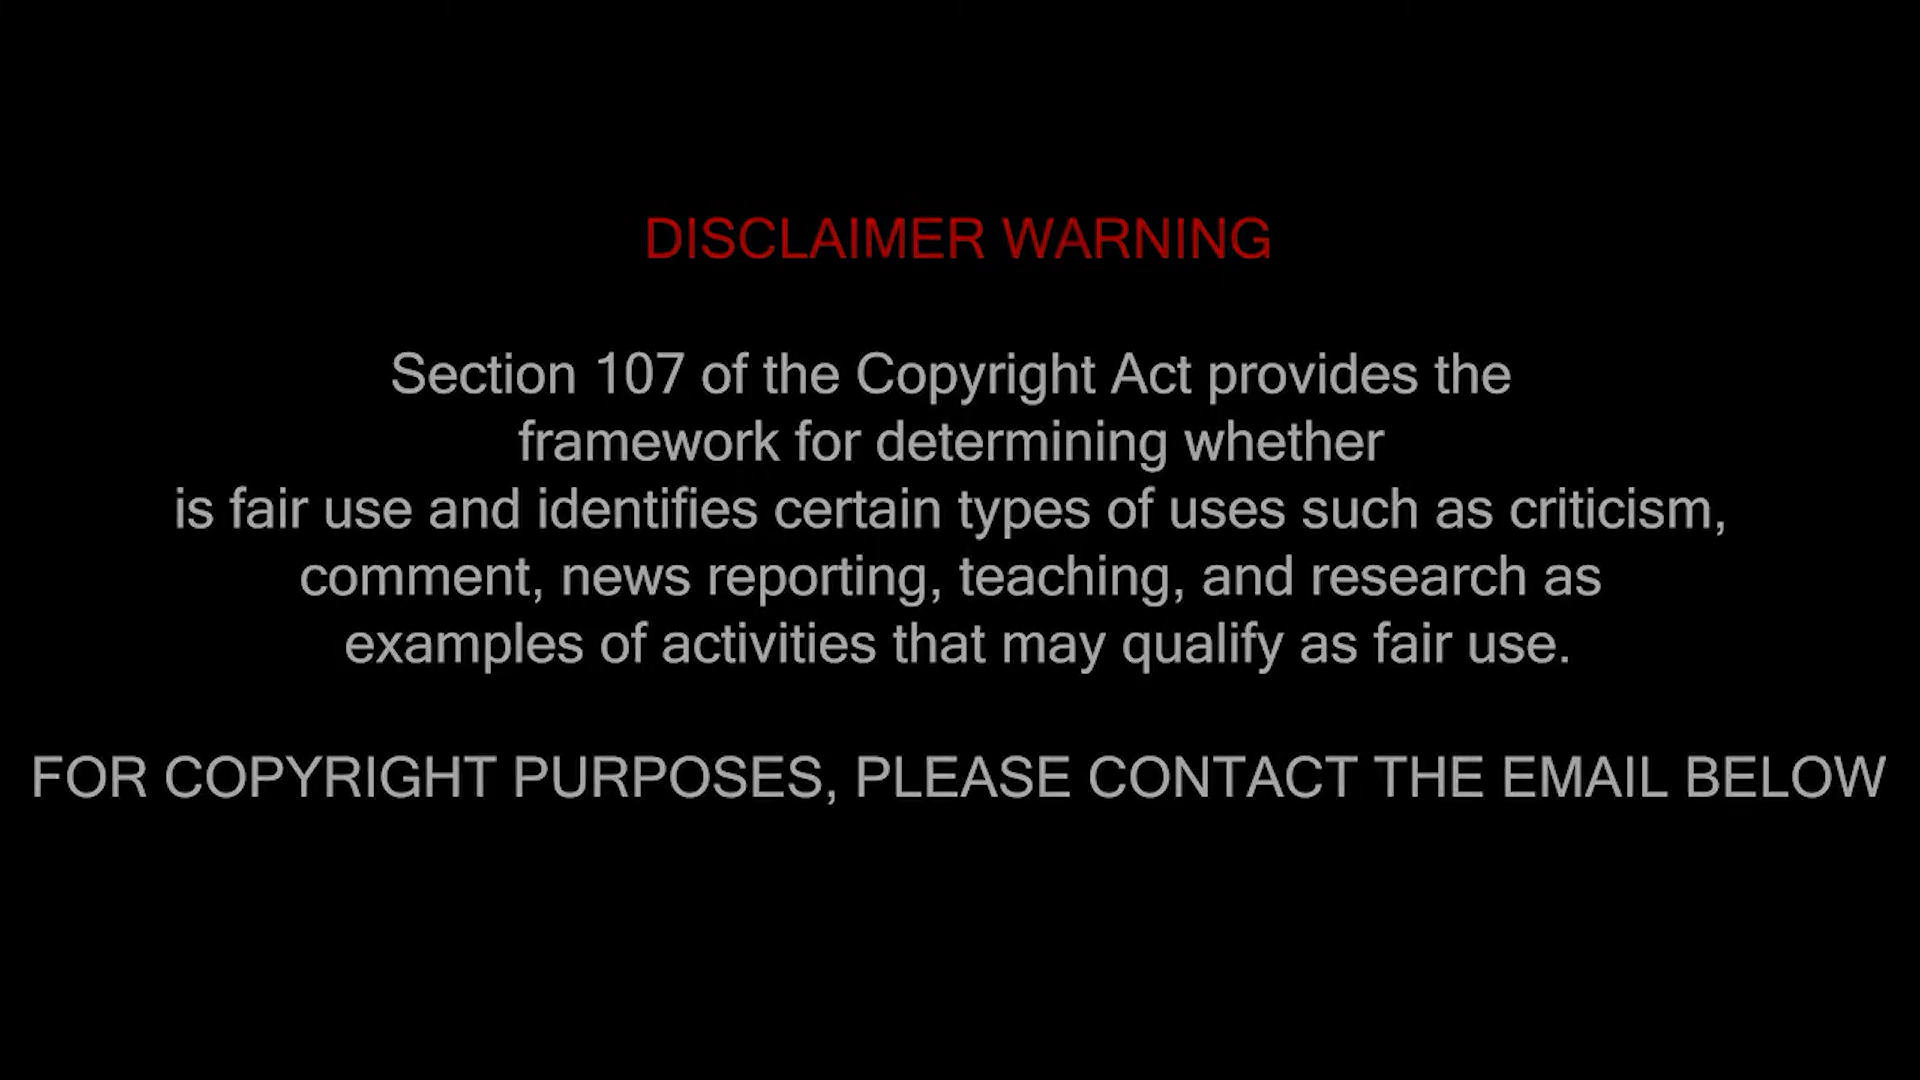 DISCLAIMER WARNING
Section 107 of the Copyright Act provides the
framework for determining whether
is fair use and identifies certain types of uses such as criticism,
comment, news reporting, teaching, and research as
examples of activities that may qualify as fair use.
FOR COPYRIGHT PURPOSES, PLEASE CONTACT THE EMAIL BELOW